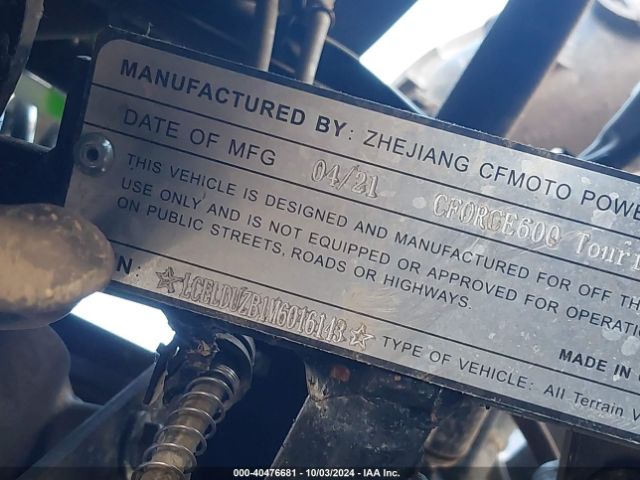 MANUFACTURED BY: ZHEJIANG CFMOTO POWE
DATE OF MFG 04/21 CFORCE600 Touri
THIS VEHICLE IS DESIGNED AND MANUFACTURED FOR OFF TH
USE ONLY AND IS NOT EQUIPPED OR APPROVED FOR OPERATIO
ON PUBLIC STREETS, ROADS OR HIGHWAYS.
N: ☆LCELDUZB1M6016143☆ MADE IN
TYPE OF VEHICLE: All Terrain V
000-40476681 - 10/03/2024 - IAA Inc.